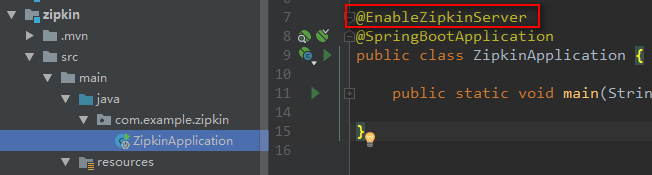 zipkin
.mvn
src
main
java
com.example.zipkin
ZipkinApplication
resources
7 @EnableZipkinServer
8 @SpringBootApplication
9 public class ZipkinApplication {
10
11 public static void main(Strin
14
15 }
16